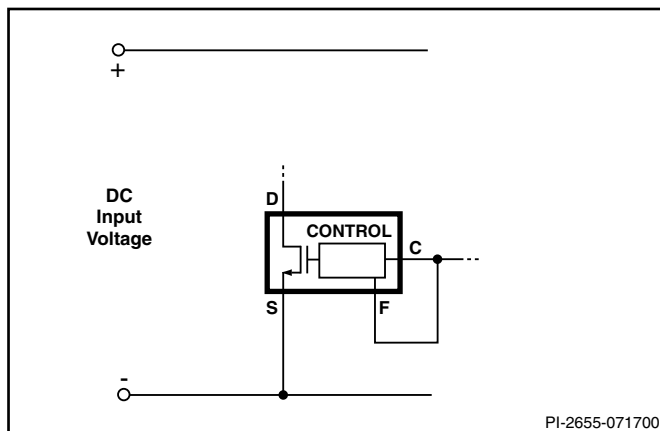 +
DC
Input
Voltage
D
CONTROL
C
S
F
-
PI-2655-071700